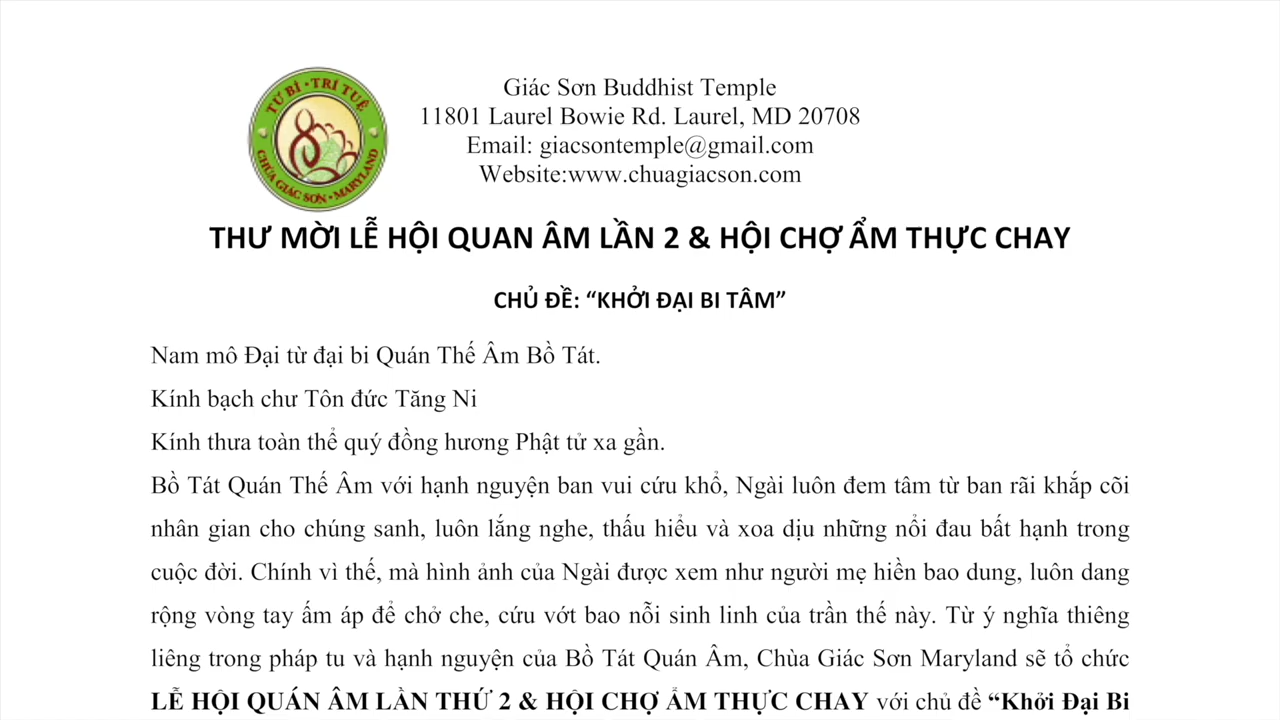 TỪ BI • TRÍ TUỆ
CHÙA GIÁC SƠN • MARYLAND
Giác Sơn Buddhist Temple
11801 Laurel Bowie Rd. Laurel, MD 20708
Email: giacsontemple@gmail.com
Website:www.chuagiacson.com
THƯ MỜI LỄ HỘI QUAN ÂM LẦN 2 & HỘI CHỢ ẨM THỰC CHAY
CHỦ ĐỀ: “KHỞI ĐẠI BI TÂM”
Nam mô Đại từ đại bi Quán Thế Âm Bồ Tát.
Kính bạch chư Tôn đức Tăng Ni
Kính thưa toàn thể quý đồng hương Phật tử xa gần.
Bồ Tát Quán Thế Âm với hạnh nguyện ban vui cứu khổ, Ngài luôn đem tâm từ ban rãi khắp cõi
nhân gian cho chúng sanh, luôn lắng nghe, thấu hiểu và xoa dịu những nổi đau bất hạnh trong
cuộc đời. Chính vì thế, mà hình ảnh của Ngài được xem như người mẹ hiền bao dung, luôn dang
rộng vòng tay ấm áp để chở che, cứu vớt bao nỗi sinh linh của trần thế này. Từ ý nghĩa thiêng
liêng trong pháp tu và hạnh nguyện của Bồ Tát Quán Âm, Chùa Giác Sơn Maryland sẽ tổ chức
LỄ HỘI QUÁN ÂM LẦN THỨ 2 & HỘI CHỢ ẨM THỰC CHAY với chủ đề “Khởi Đại Bi